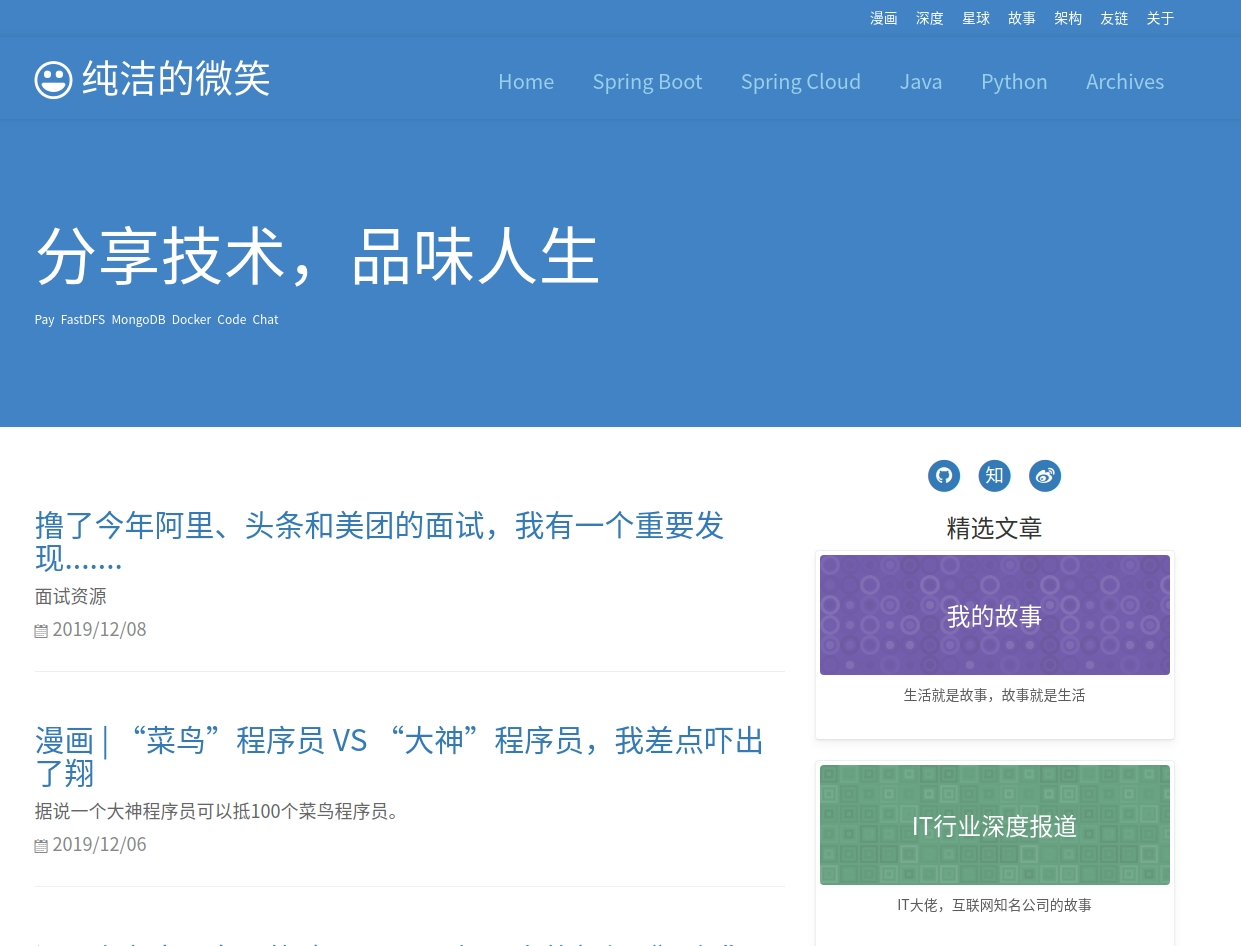 漫画 深度 星球 故事 架构 友链 关于
纯洁的微笑
Home Spring Boot Spring Cloud Java Python Archives
分享技术，品味人生
Pay FastDFS MongoDB Docker Code Chat
撸了今年阿里、头条和美团的面试，我有一个重要发
现.......
面试资源
2019/12/08
漫画 | “菜鸟”程序员 VS “大神”程序员，我差点吓出
了翔
据说一个大神程序员可以抵100个菜鸟程序员。
2019/12/06
知
精选文章
我的故事
生活就是故事，故事就是生活
IT行业深度报道
IT大佬，互联网知名公司的故事